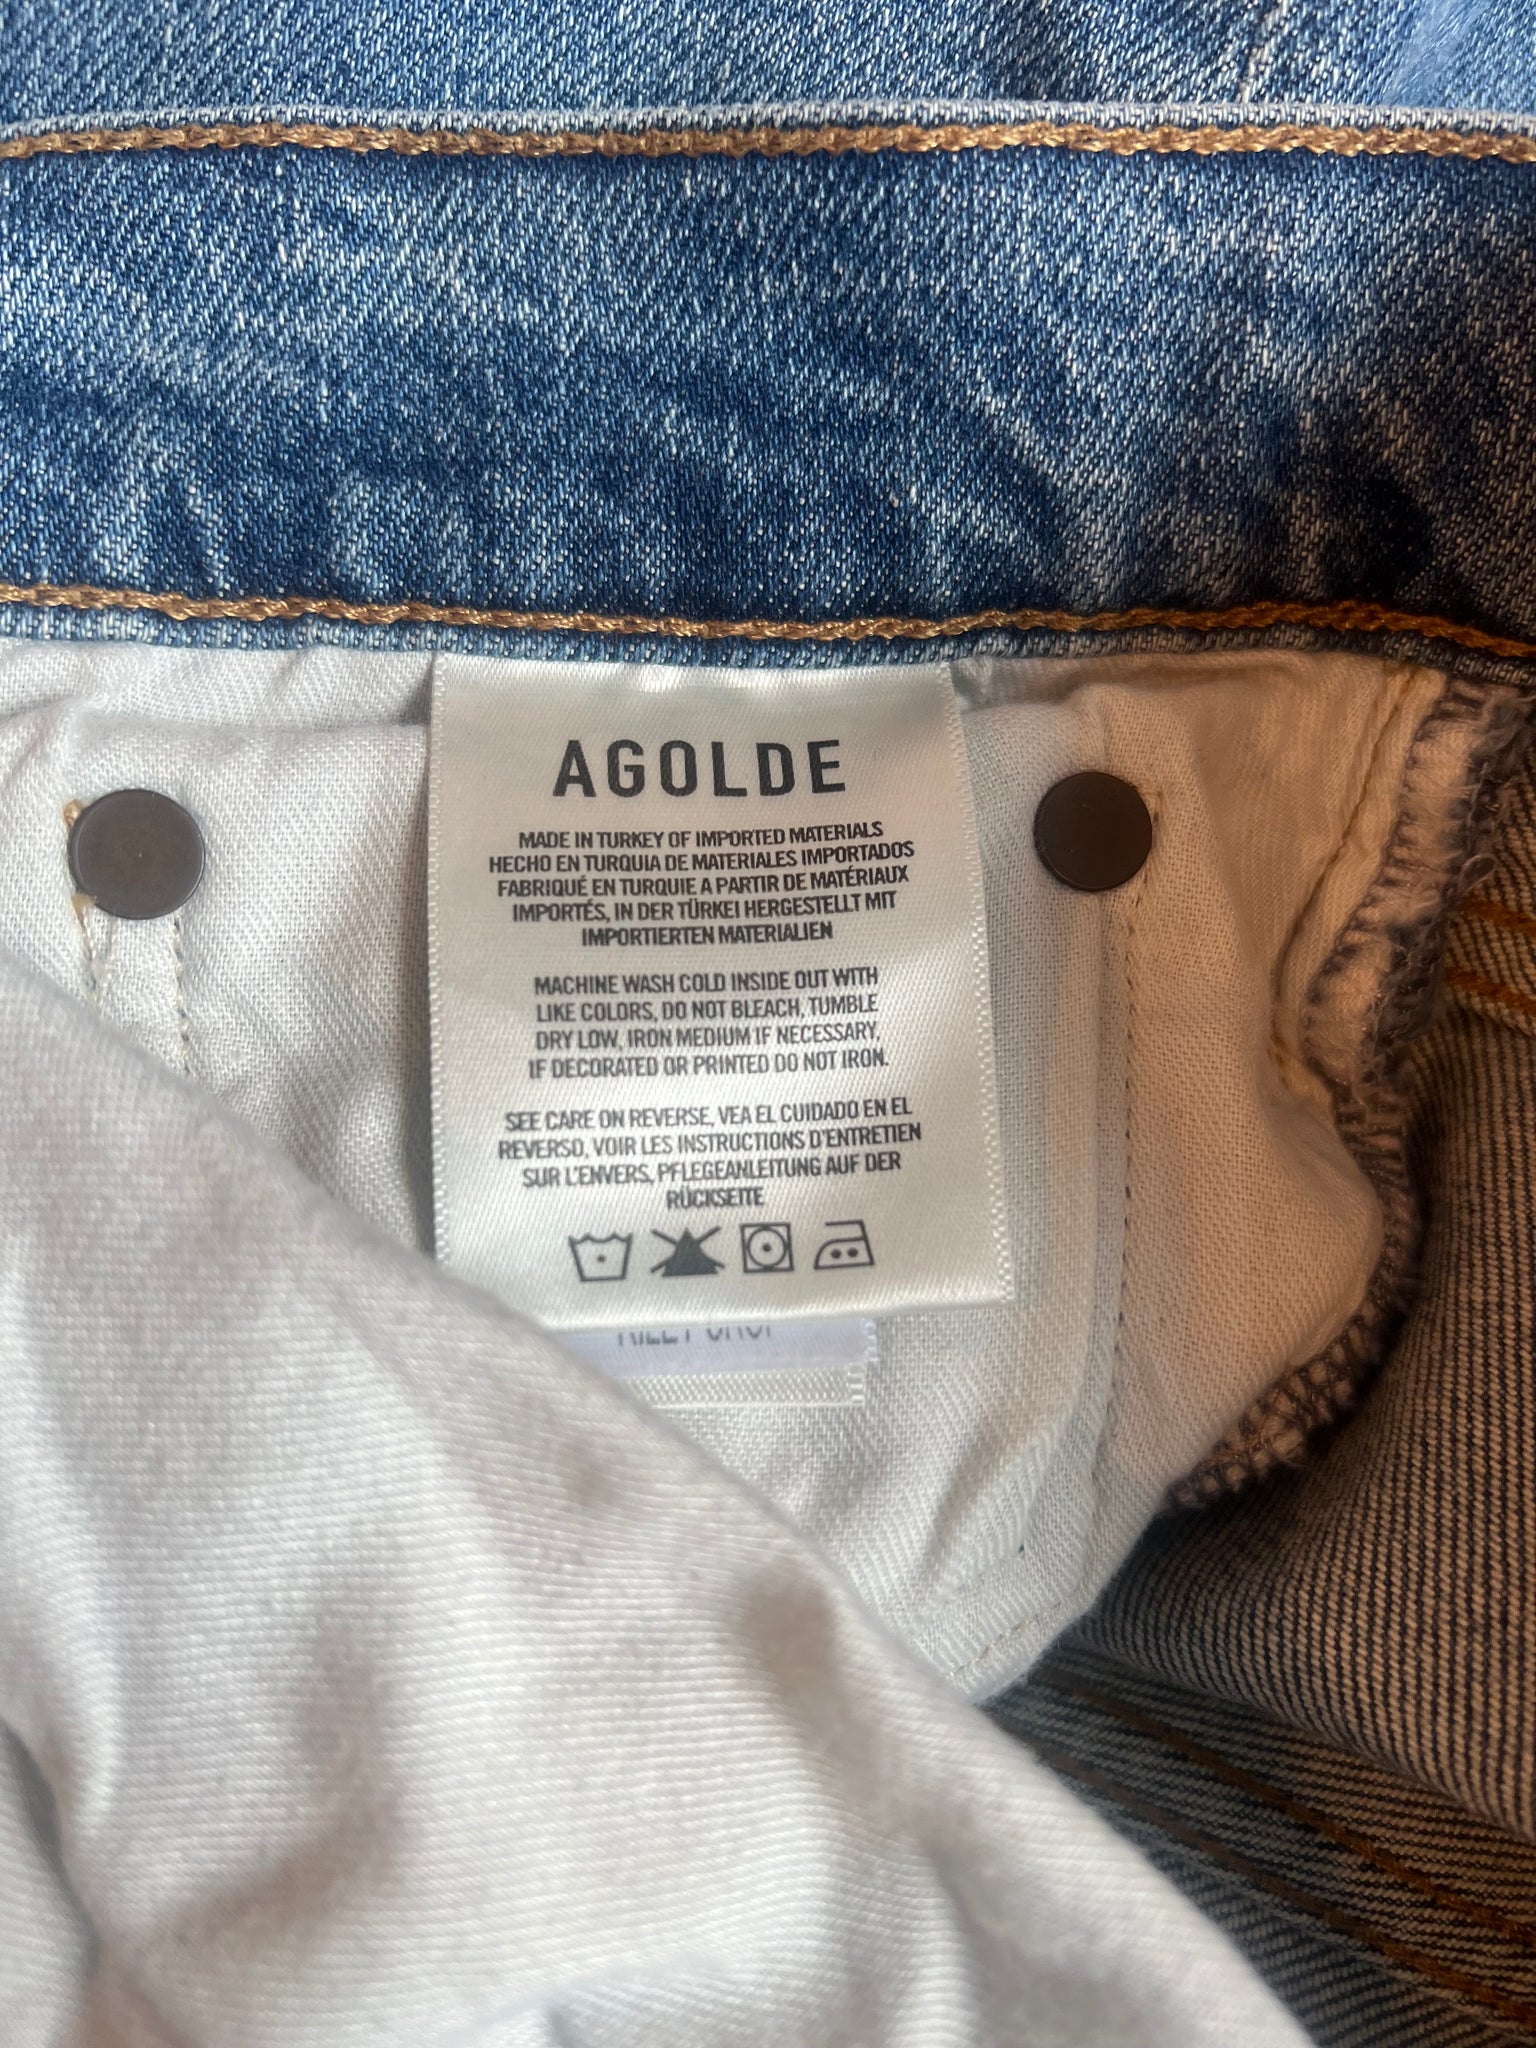 AGOLDE
MADE IN TURKEY OF IMPORTED MATERIALS
HECHO EN TURQUIA DE MATERIALES IMPORTADOS
FABRIQUÉ EN TURQUIE A PARTIR DE MATÉRIAUX
IMPORTÉS, IN DER TÜRKEI HERGESTELLT MIT
IMPORTIERTEN MATERIALIEN
MACHINE WASH COLD INSIDE OUT WITH
LIKE COLORS, DO NOT BLEACH, TUMBLE
DRY LOW, IRON MEDIUM IF NECESSARY,
IF DECORATED OR PRINTED DO NOT IRON.
SEE CARE ON REVERSE, VEA EL CUIDADO EN EL
REVERSO, VOIR LES INSTRUCTIONS D'ENTRETIEN
SUR L'ENVERS, PFLEGEANLEITUNG AUF DER
RÜCKSEITE